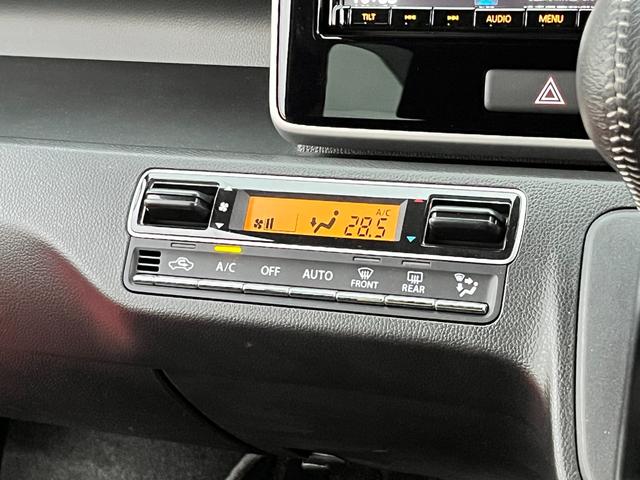 TILT AUDIO MENU
A/C
28.5
A/C OFF AUTO FRONT REAR